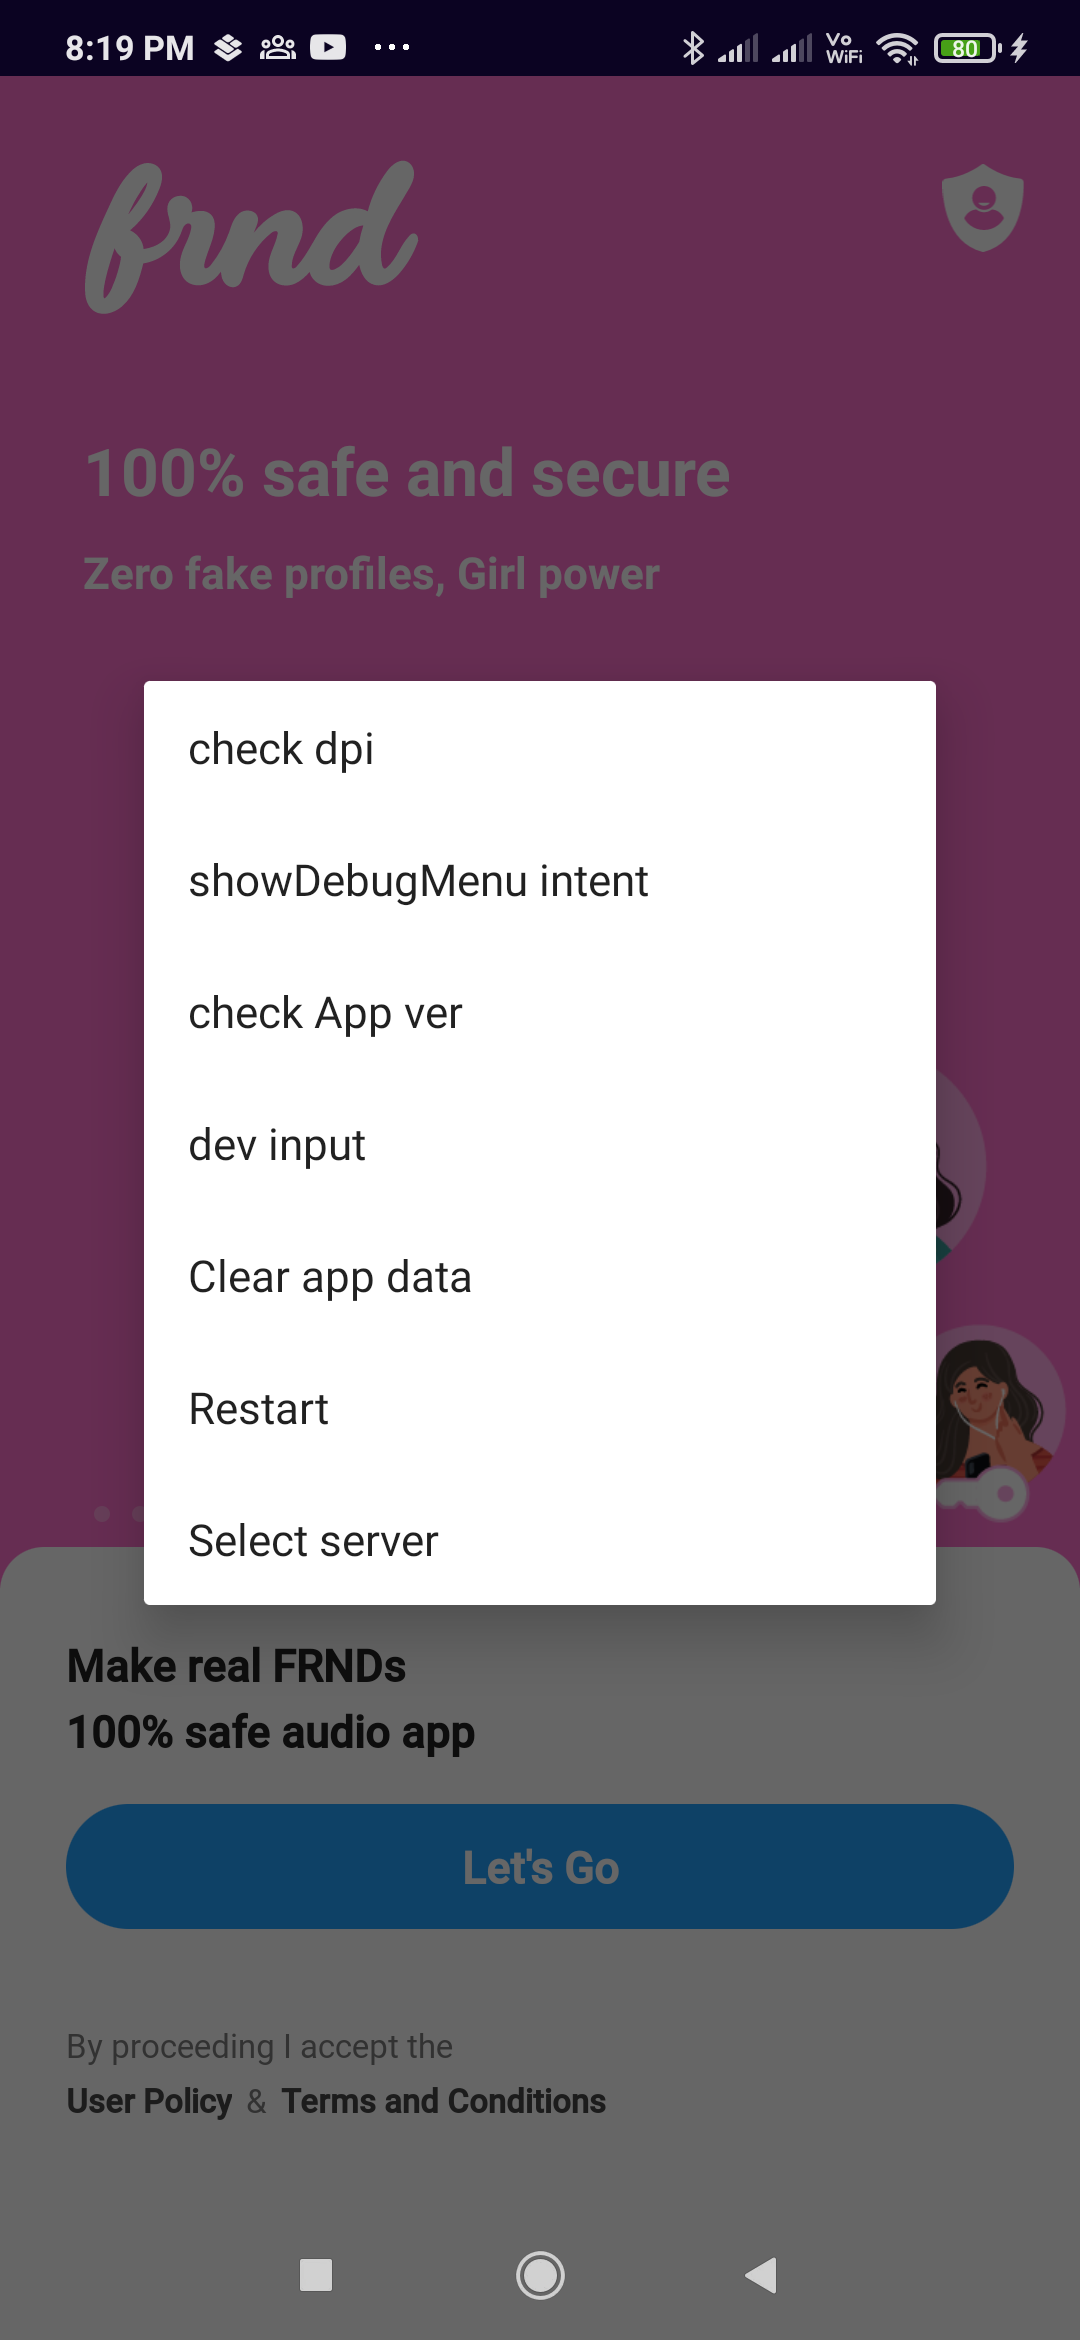 8:19 PM
Vo
WiFi
80
frnd
100% safe and secure
Zero fake profiles, Girl power
check dpi
showDebugMenu intent
check App ver
dev input
Clear app data
Restart
Select server
Make real FRNDs
100% safe audio app
Let's Go
By proceeding I accept the
User Policy & Terms and Conditions